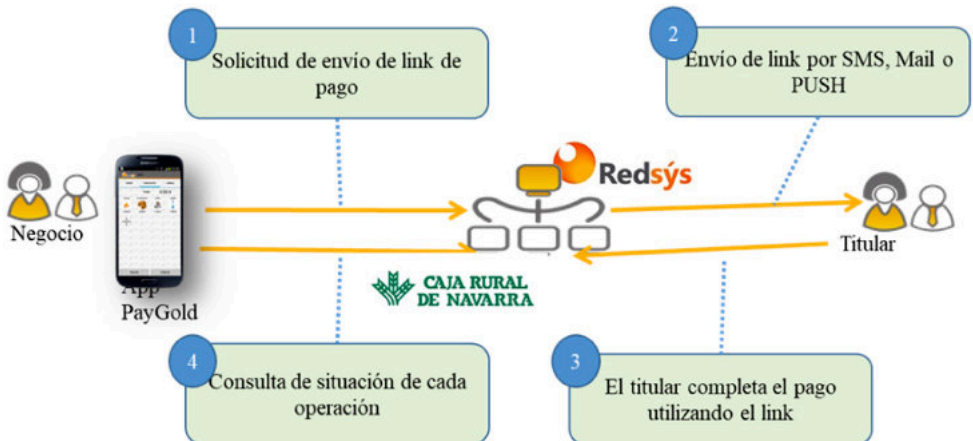 1
Solicitud de envío de link de
pago
2
Envío de link por SMS, Mail o
PUSH
Redsýs
Negocio
Titular
App
PayGold
CAJA RURAL
DE NAVARRA
4
Consulta de situación de cada
operación
3
El titular completa el pago
utilizando el link